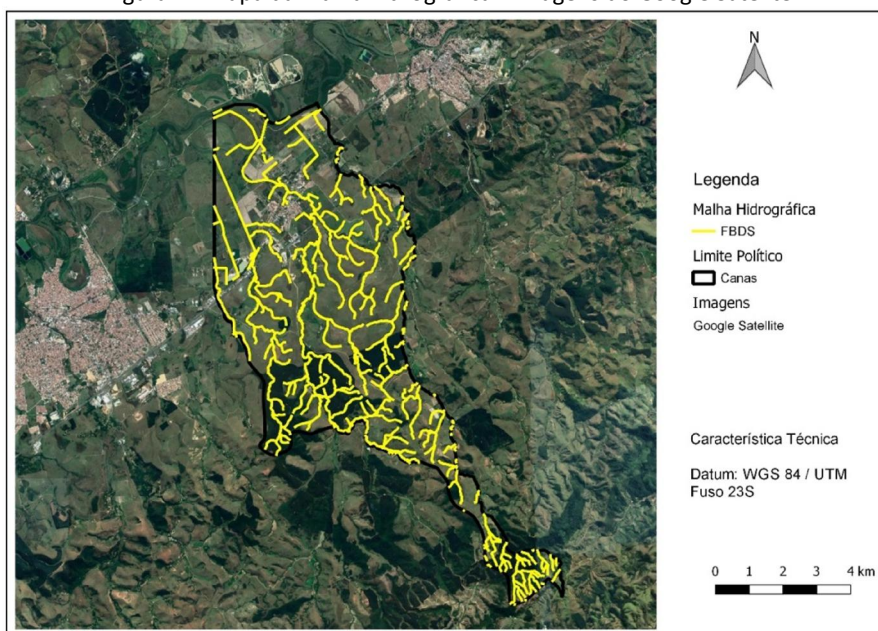 N
Legenda
Malha Hidrográfica
FBDS
Limite Político
Canas
Imagens
Google Satellite
Característica Técnica
Datum: WGS 84 / UTM
Fuso 23S
0 1 2 3 4 km